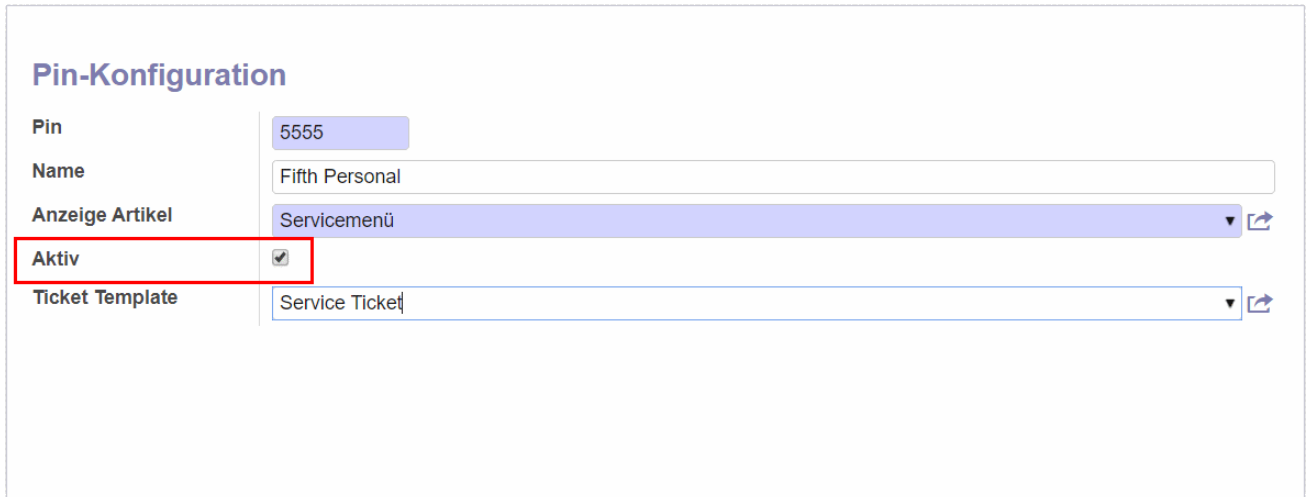 Pin-Konfiguration
Pin 5555
Name Fifth Personal
Anzeige Artikel Servicemenü
Aktiv
Ticket Template Service Ticket